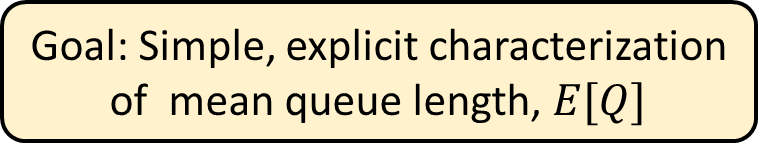 Goal: Simple, explicit characterization
of mean queue length, E[Q]